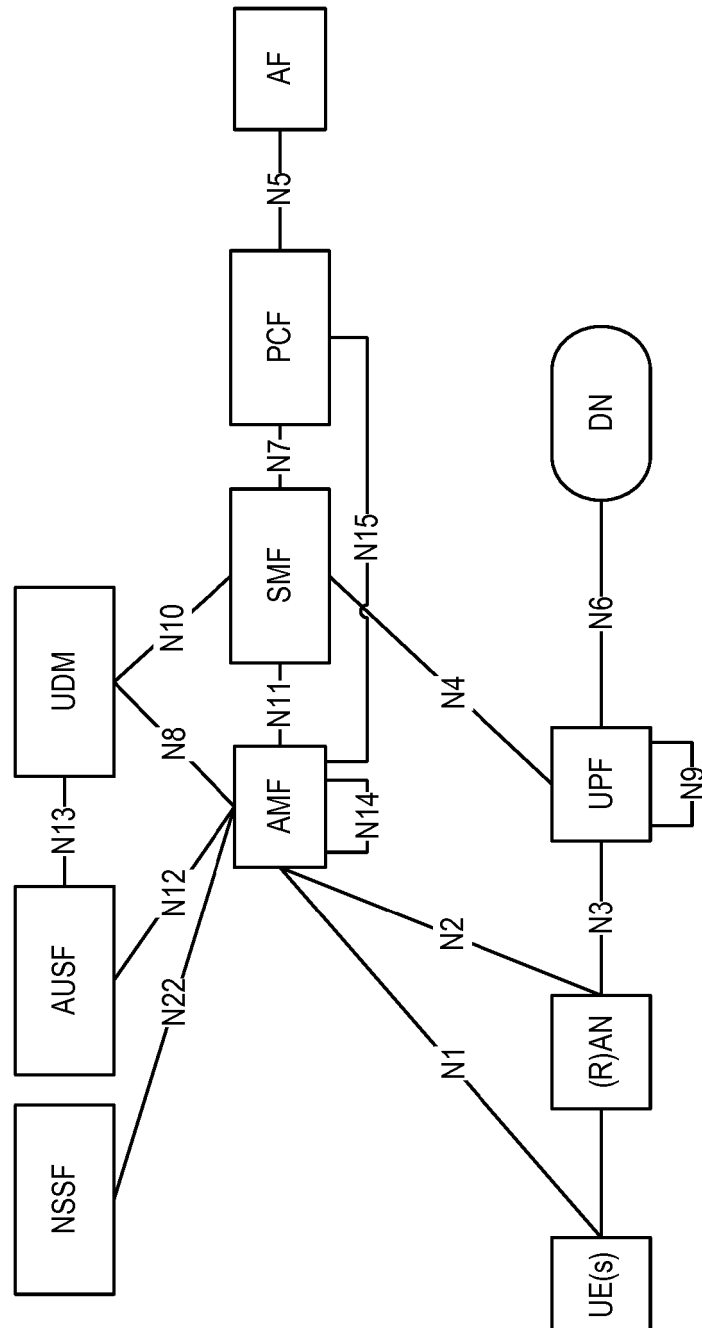 NSSF
AUSF
N13
UDM
N22
N12
N8
N10
AMF
N11
SMF
N7
PCF
N5
AF
N14
N15
N1
N2
N4
UE(s)
(R)AN
N3
UPF
N6
DN
N9